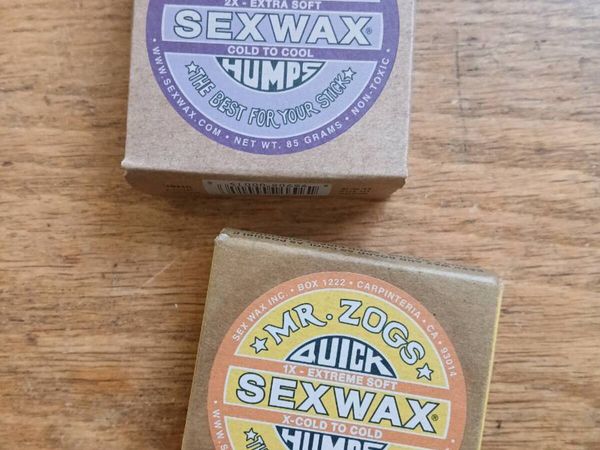 2X - EXTRA SOFT
SEXWAX®
COLD TO COOL
HUMPS
THE BEST FOR YOUR STICK
• WWW.SEXWAX.COM • NET WT. 85 GRAMS • NON-TOXIC •
SEX WAX INC. • BOX 1222 • CARPINTERIA • CA • 93014
MR. ZOGS
QUICK
1X - EXTREME SOFT
SEXWAX®
X-COLD TO COLD
HUMPS
THE